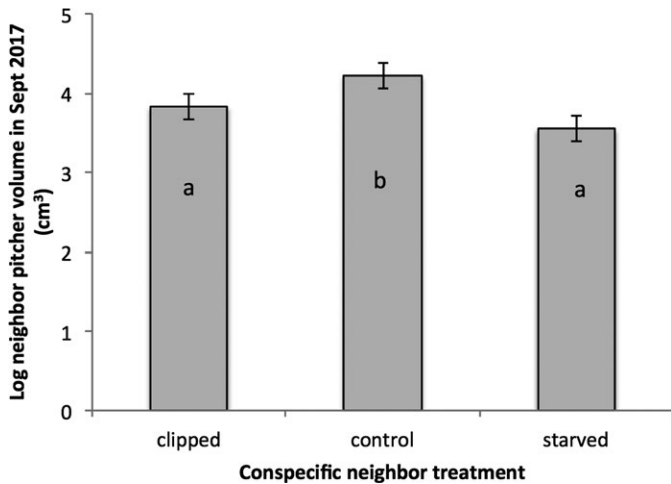 Log neighbor pitcher volume in Sept 2017
(cm³)
5
4
3
2
1
0
a
b
a
clipped
control
starved
Conspecific neighbor treatment